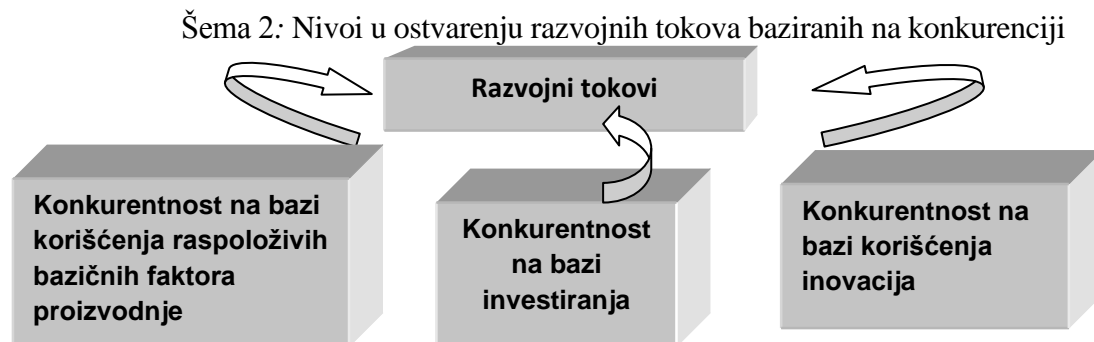 Šema 2: Nivoi u ostvarenju razvojnih tokova baziranih na konkurenciji
Razvojni tokovi
Konkurentnost na bazi
korišćenja raspoloživih
bazičnih faktora
proizvodnje
Konkurentnost
na bazi
investiranja
Konkurentnost na
bazi korišćenja
inovacija